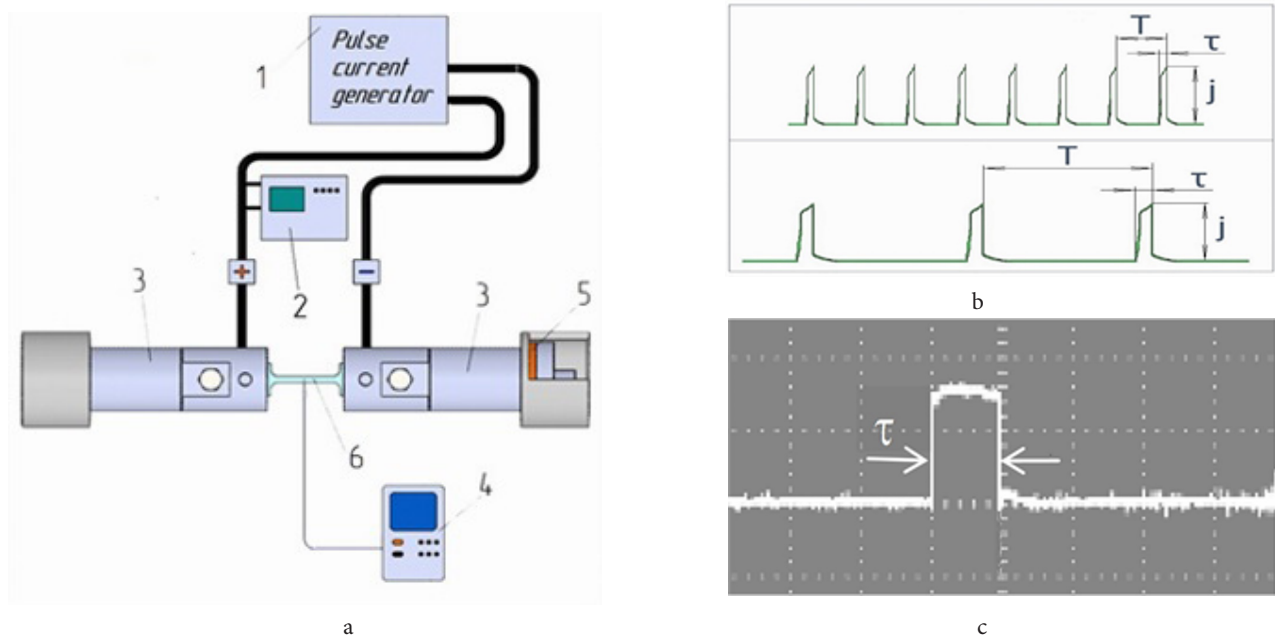 Pulse
current
generator
1
2
3
3
5
+
−
6
4
a
T
τ
j
T
τ
j
b
τ
c